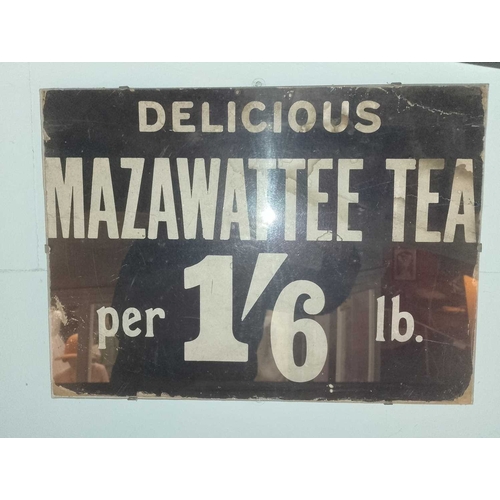 DELICIOUS
MAZAWATTEE TEA
per 1'6 lb.